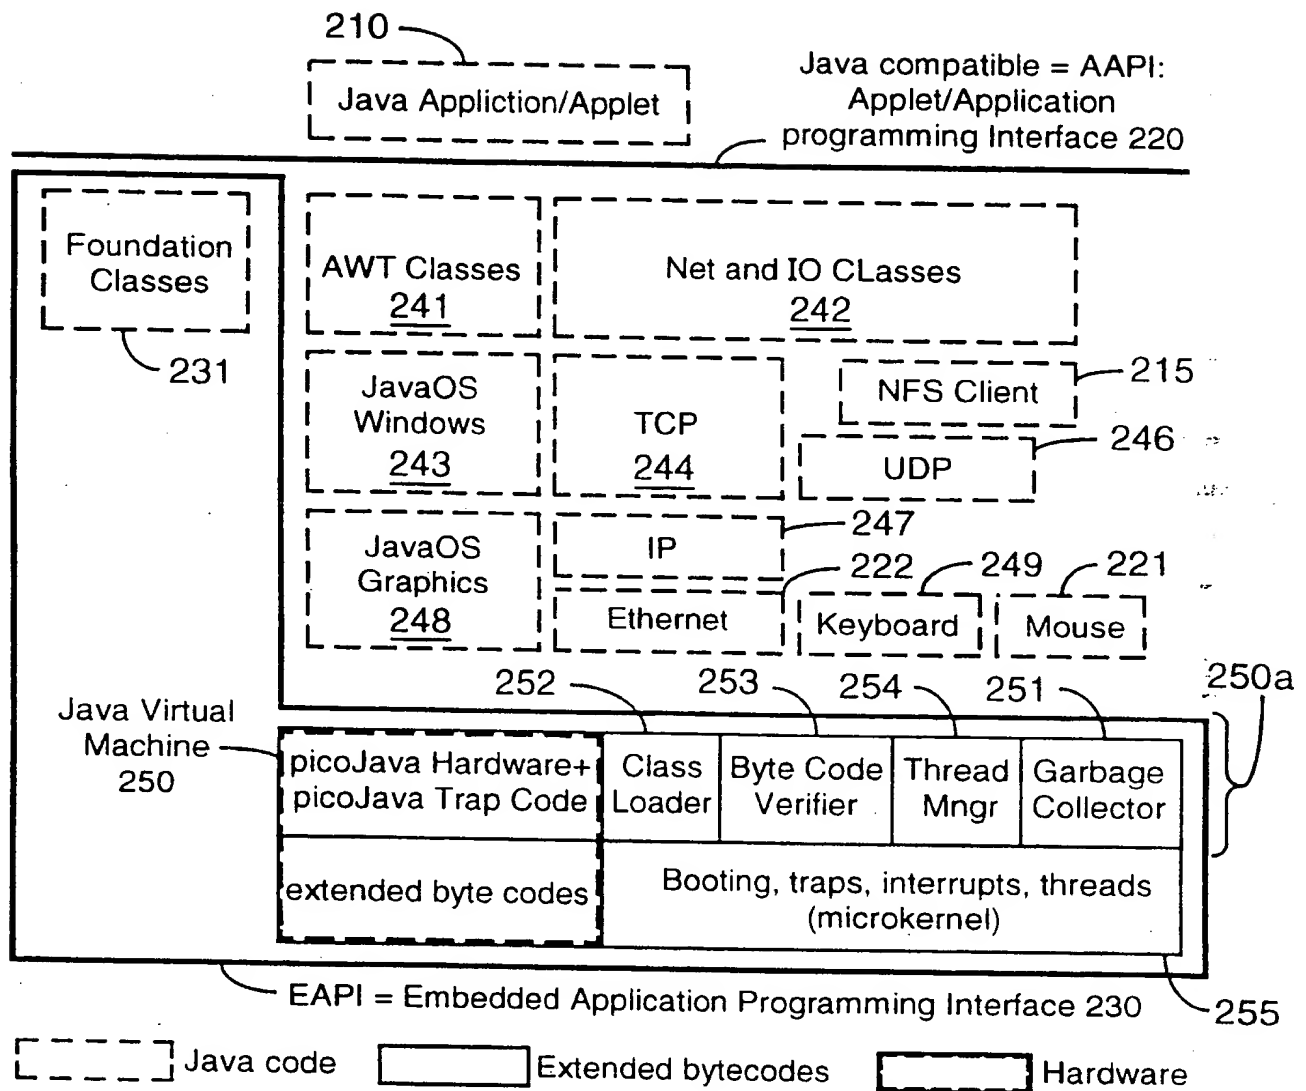 210
Java Appliction/Applet
Java compatible = AAPI:
Applet/Application
programming Interface 220
Foundation
Classes
231
AWT Classes
241
Net and IO CLasses
242
JavaOS
Windows
243
TCP
244
NFS Client
215
UDP
246
JavaOS
Graphics
248
IP
247
Ethernet
222
Keyboard
249
Mouse
221
252
253
254
251
250a
Java Virtual
Machine
250
picoJava Hardware+
picoJava Trap Code
Class
Loader
Byte Code
Verifier
Thread
Mngr
Garbage
Collector
extended byte codes
Booting, traps, interrupts, threads
(microkernel)
EAPI = Embedded Application Programming Interface 230
255
Java code
Extended bytecodes
Hardware